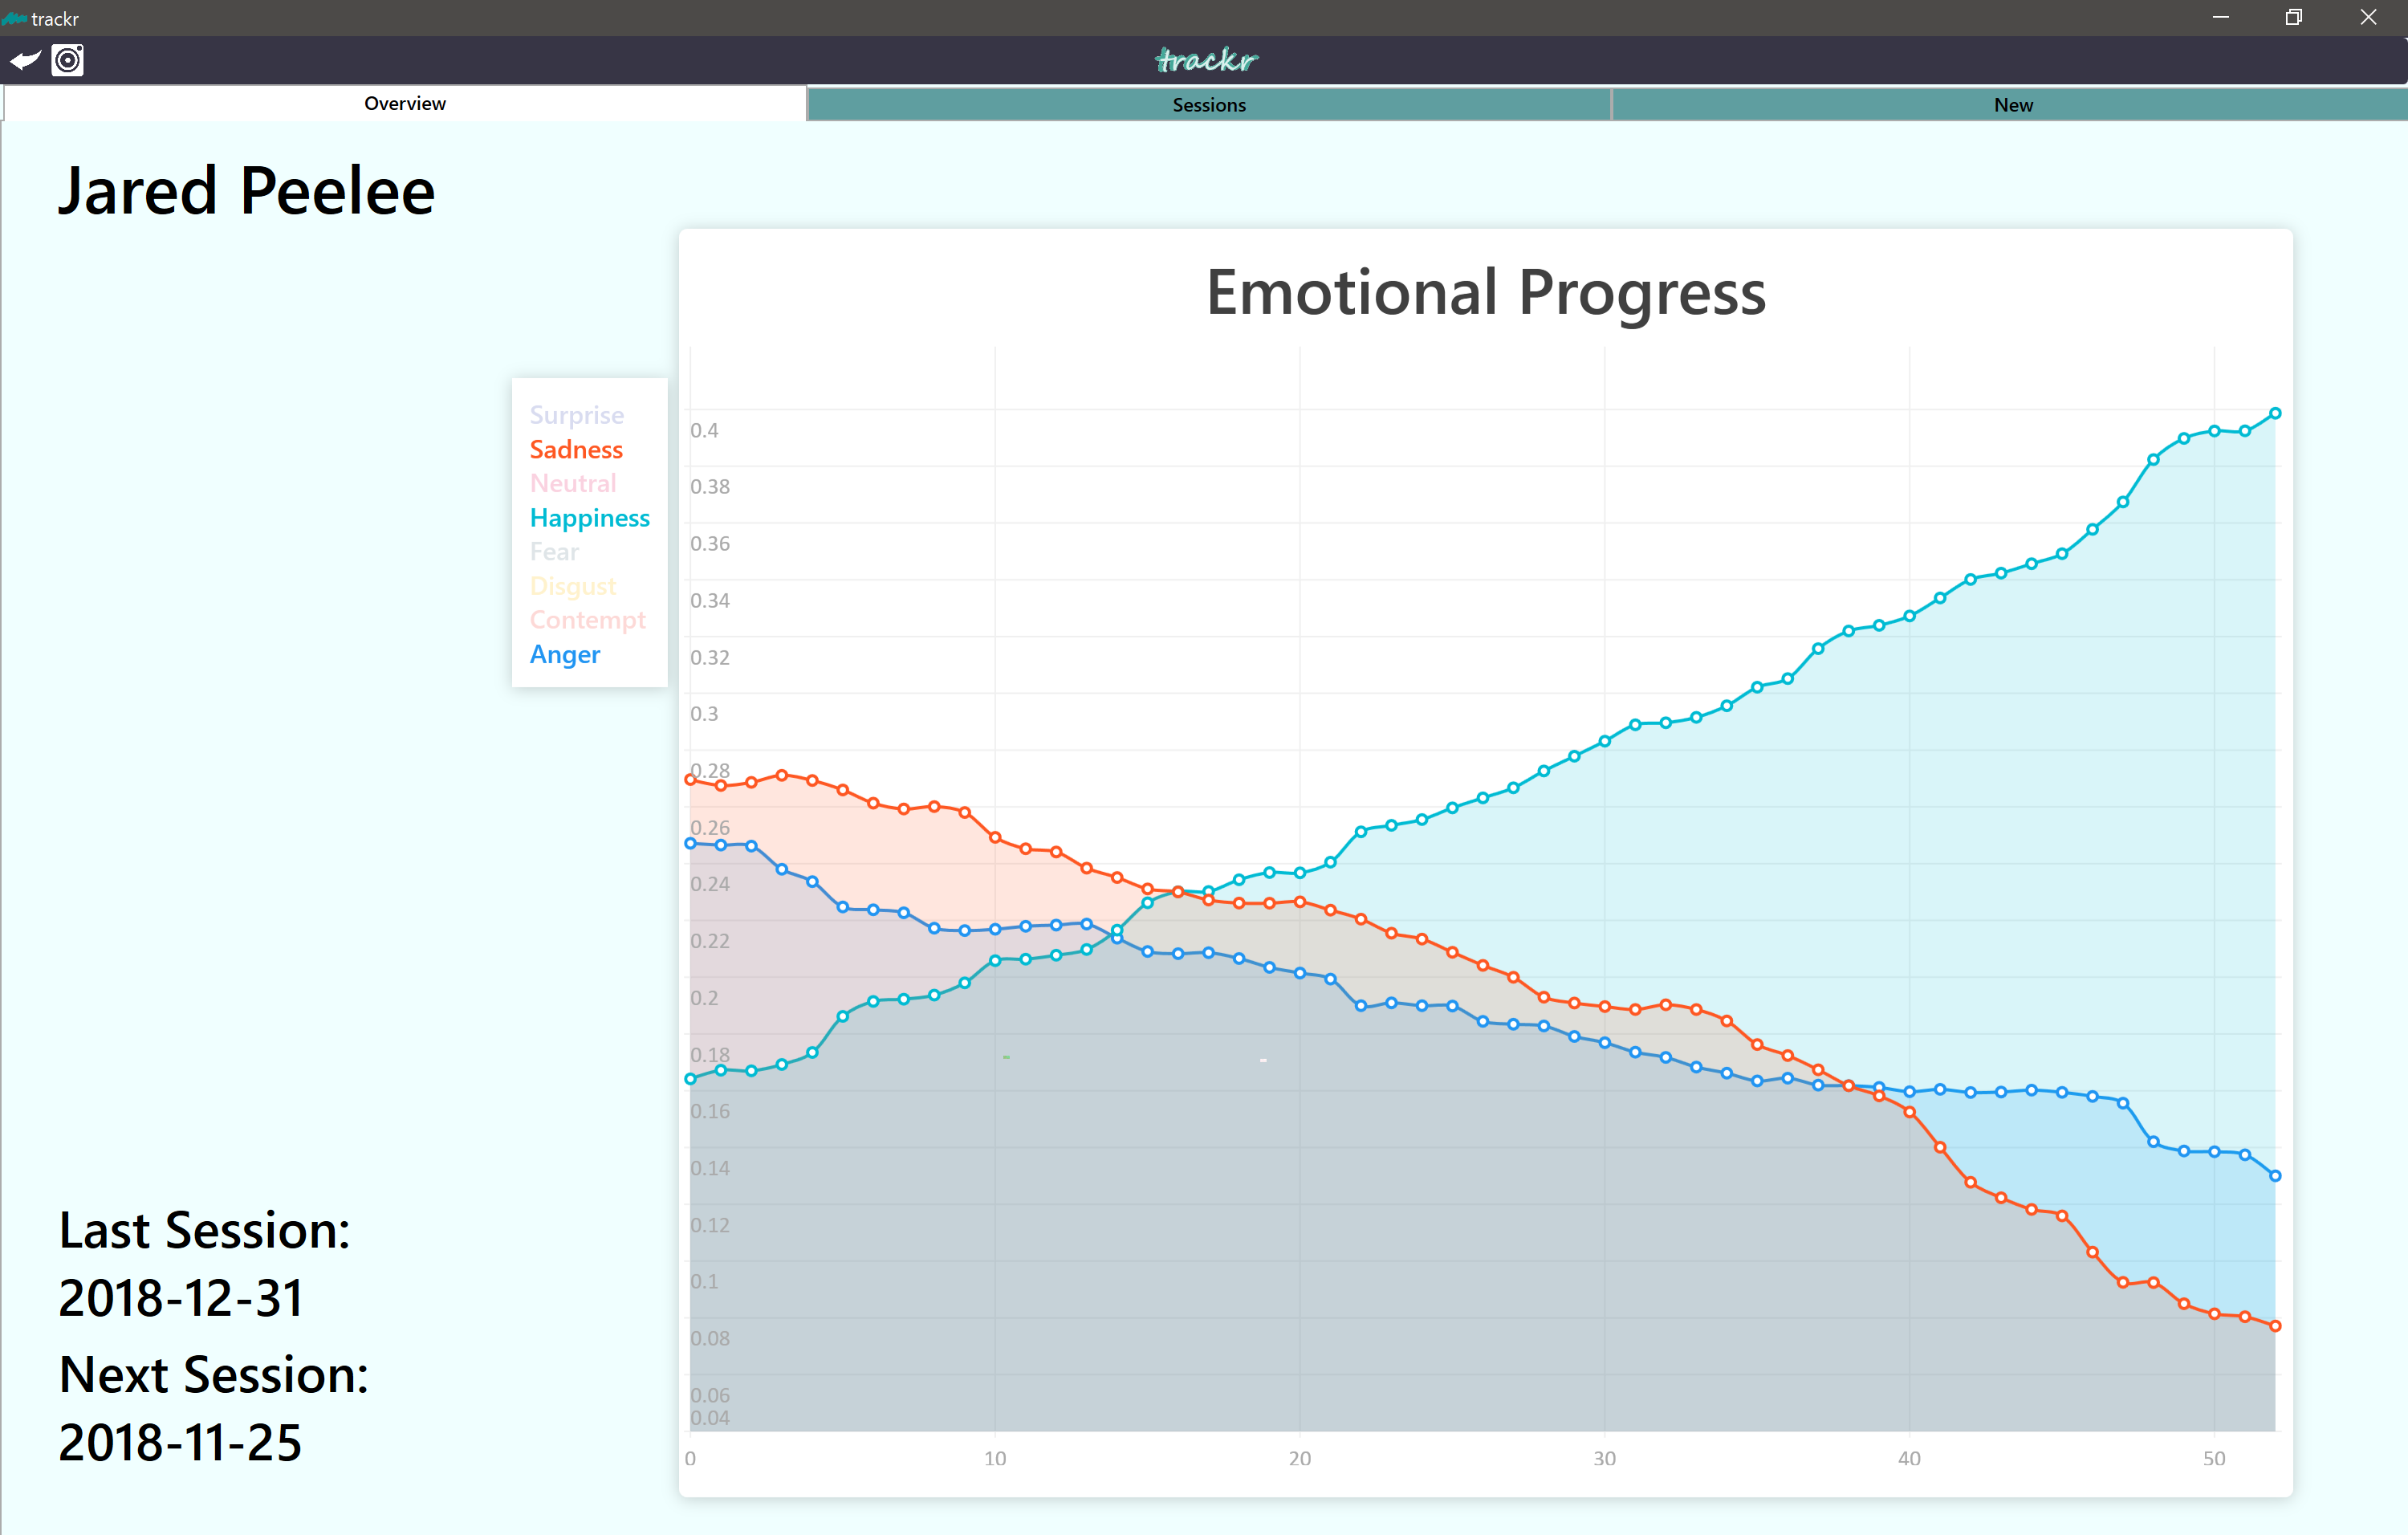 trackr
trackr
Overview
Sessions
New
Jared Peelee
Emotional Progress
Surprise
Sadness
Neutral
Happiness
Fear
Disgust
Contempt
Anger
0.4
0.38
0.36
0.34
0.32
0.3
0.28
0.26
0.24
0.22
0.2
0.18
0.16
0.14
0.12
0.1
0.08
0.06
0.04
0 10 20 30 40 50
Last Session:
2018-12-31
Next Session:
2018-11-25